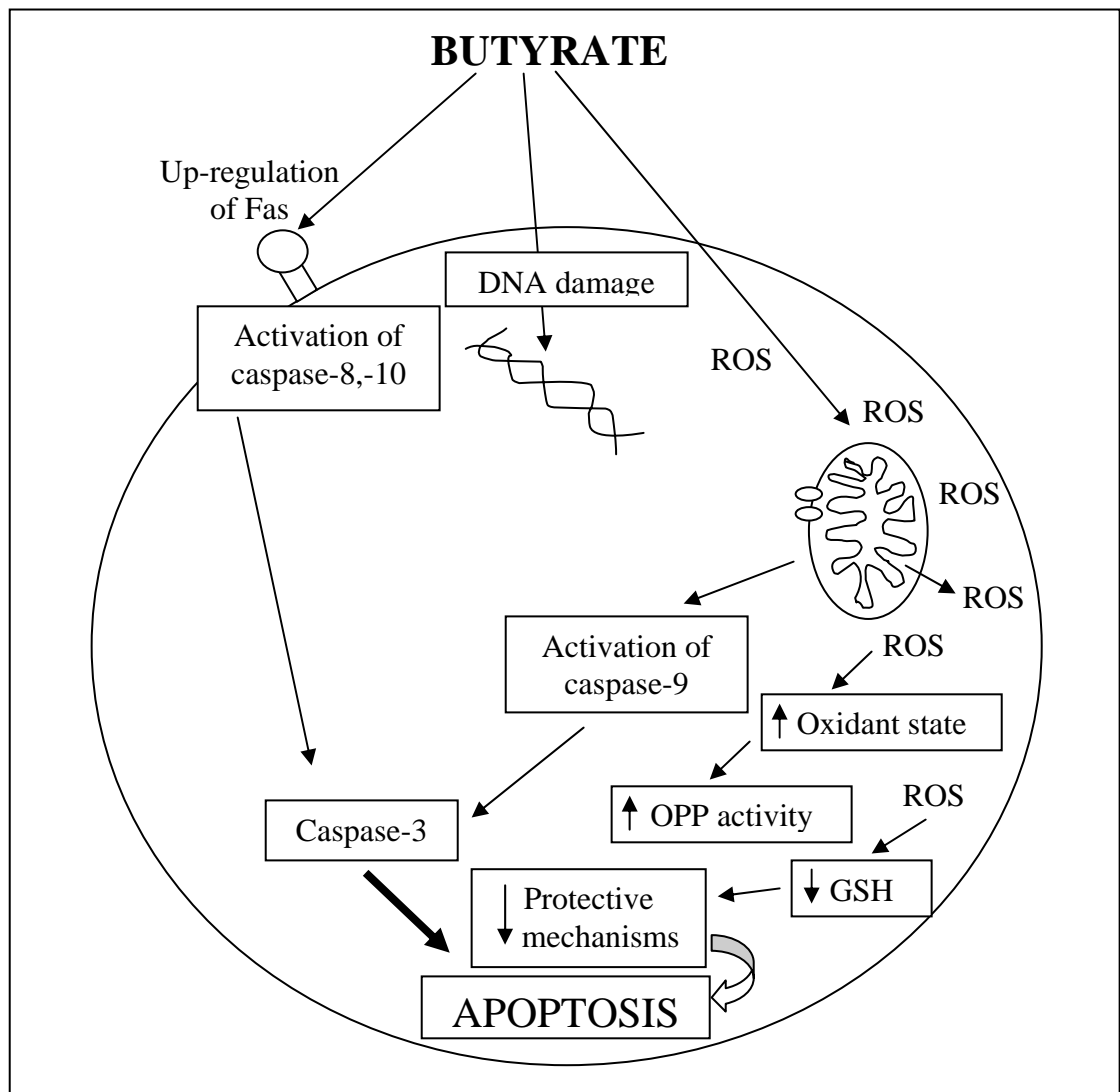 BUTYRATE
Up-regulation
of Fas
DNA damage
Activation of
caspase-8,-10
ROS
ROS
ROS
ROS
ROS
Activation of
caspase-9
↑ Oxidant state
↑ OPP activity
ROS
Caspase-3
↓ GSH
↓ Protective
mechanisms
APOPTOSIS